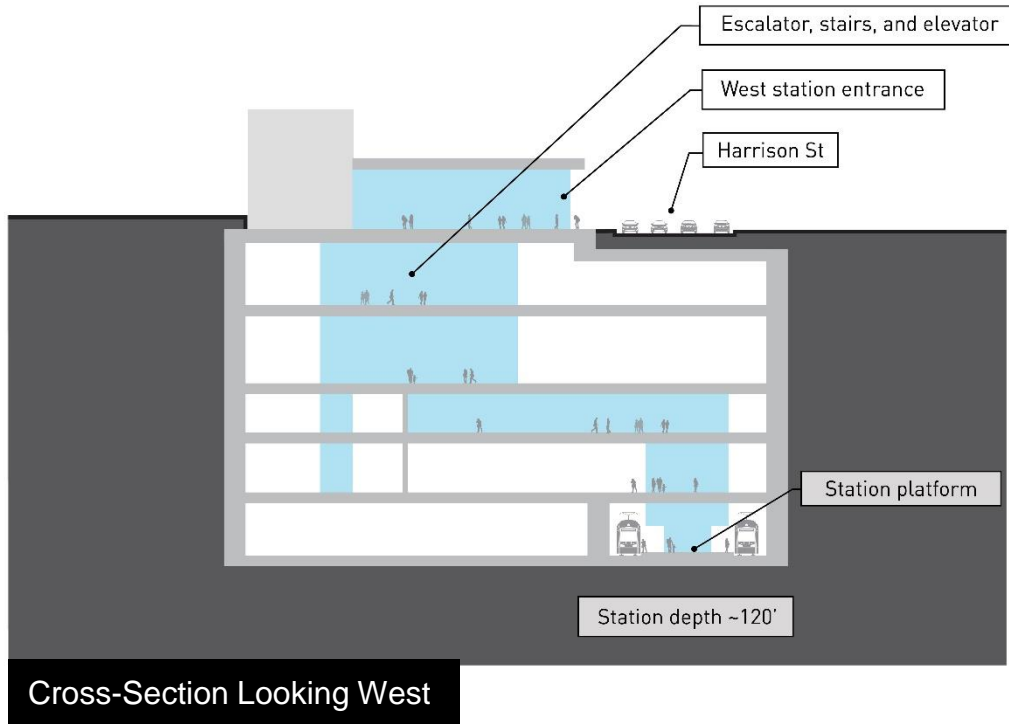 Escalator, stairs, and elevator
West station entrance
Harrison St
Station platform
Station depth ~120’
Cross-Section Looking West